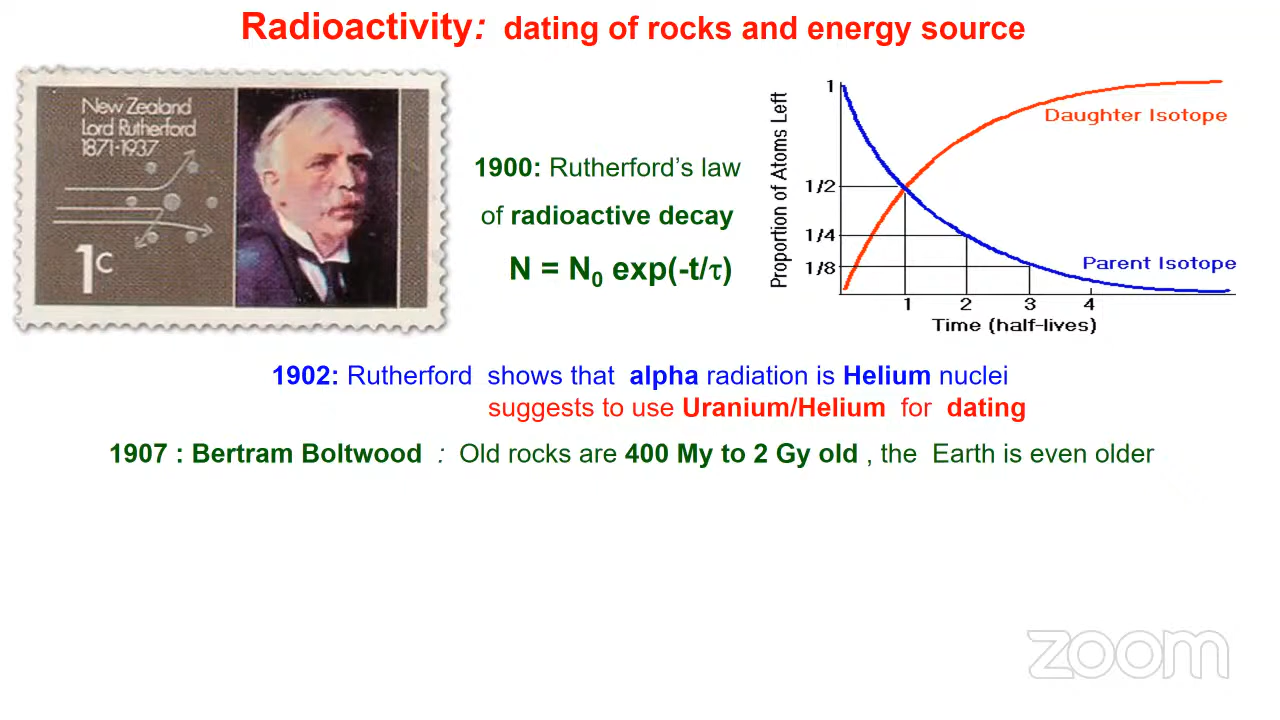 Radioactivity: dating of rocks and energy source
New Zealand
Lord Rutherford
1871-1937
1c
1900: Rutherford's law
of radioactive decay
N = N0 exp(-t/τ)
Proportion of Atoms Left
1
1/2
1/4
1/8
Daughter Isotope
Parent Isotope
1 2 3 4
Time (half-lives)
1902: Rutherford shows that alpha radiation is Helium nuclei
suggests to use Uranium/Helium for dating
1907 : Bertram Boltwood : Old rocks are 400 My to 2 Gy old , the Earth is even older
zoom